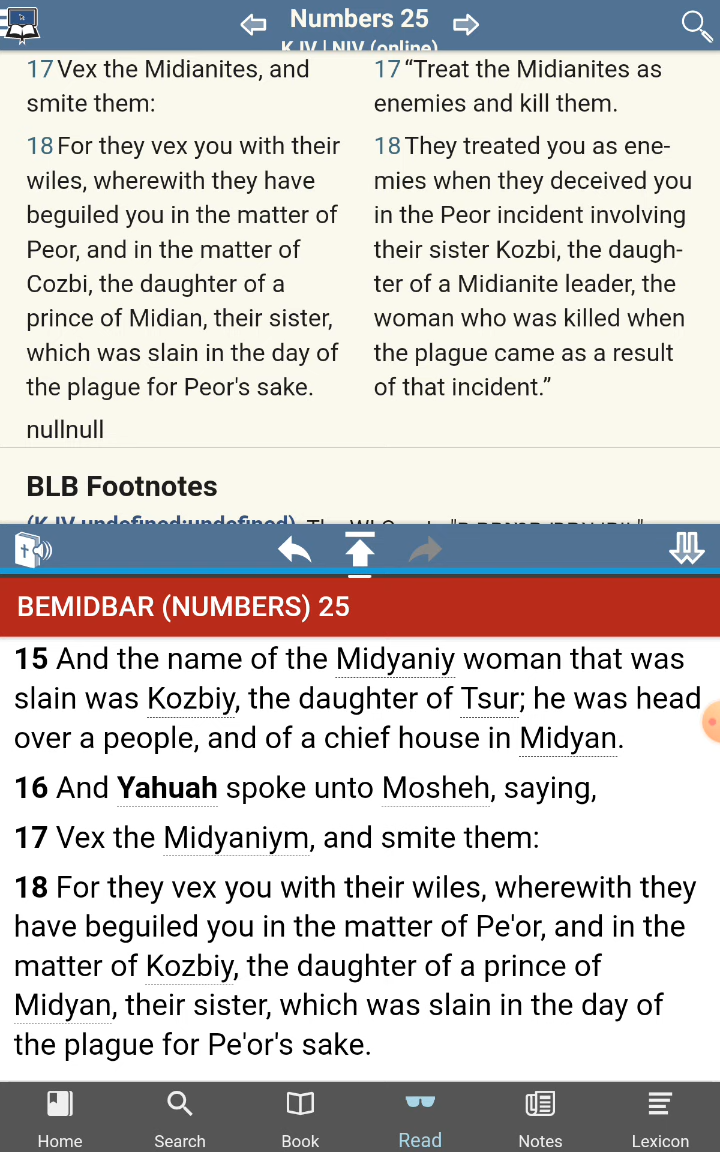 Numbers 25
KJV | NIV (online)
17 Vex the Midianites, and
smite them:
18 For they vex you with their
wiles, wherewith they have
beguiled you in the matter of
Peor, and in the matter of
Cozbi, the daughter of a
prince of Midian, their sister,
which was slain in the day of
the plague for Peor's sake.
nullnull
17 “Treat the Midianites as
enemies and kill them.
18 They treated you as ene-
mies when they deceived you
in the Peor incident involving
their sister Kozbi, the daugh-
ter of a Midianite leader, the
woman who was killed when
the plague came as a result
of that incident.”
BLB Footnotes
(KJV undefined:undefined)
BEMIDBAR (NUMBERS) 25
15 And the name of the Midyaniy woman that was
slain was Kozbiy, the daughter of Tsur; he was head
over a people, and of a chief house in Midyan.
16 And Yahuah spoke unto Mosheh, saying,
17 Vex the Midyaniym, and smite them:
18 For they vex you with their wiles, wherewith they
have beguiled you in the matter of Pe'or, and in the
matter of Kozbiy, the daughter of a prince of
Midyan, their sister, which was slain in the day of
the plague for Pe'or's sake.
Home
Search
Book
Read
Notes
Lexicon